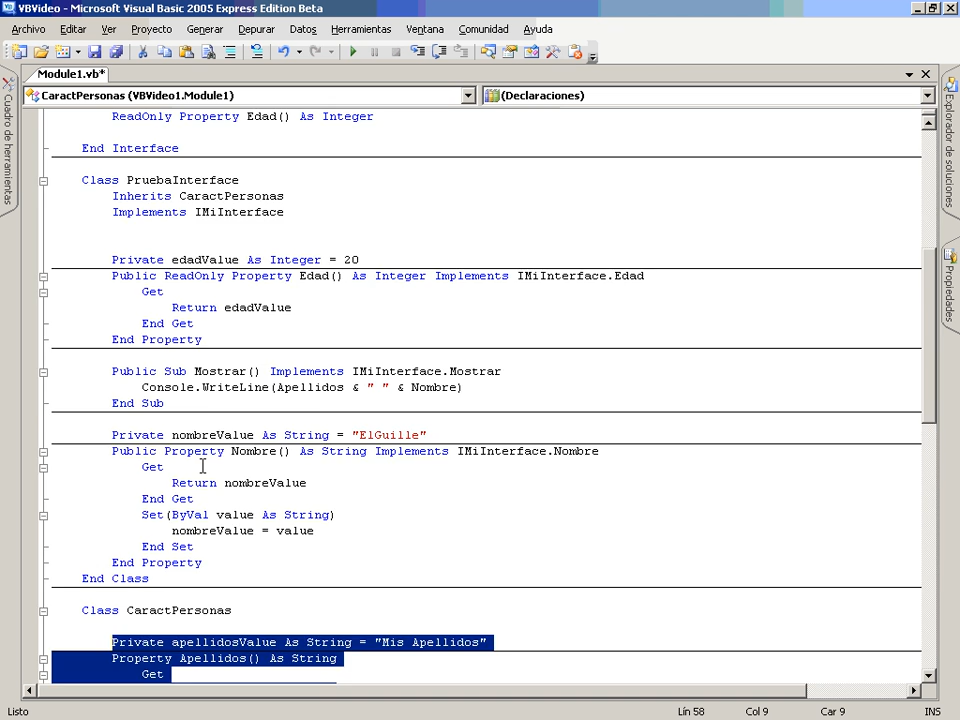 VBVideo - Microsoft Visual Basic 2005 Express Edition Beta
Archivo Editar Ver Proyecto Generar Depurar Datos Herramientas Ventana Comunidad Ayuda
Module1.vb*
CaractPersonas (VBVideo1.Module1) (Declaraciones)
Cuadro de herramientas
Explorador de soluciones
Propiedades
ReadOnly Property Edad() As Integer
End Interface
Class PruebaInterface
Inherits CaractPersonas
Implements IMiInterface
Private edadValue As Integer = 20
Public ReadOnly Property Edad() As Integer Implements IMiInterface.Edad
Get
Return edadValue
End Get
End Property
Public Sub Mostrar() Implements IMiInterface.Mostrar
Console.WriteLine(Apellidos & " " & Nombre)
End Sub
Private nombreValue As String = "ElGuille"
Public Property Nombre() As String Implements IMiInterface.Nombre
Get
Return nombreValue
End Get
Set(ByVal value As String)
nombreValue = value
End Set
End Property
End Class
Class CaractPersonas
Private apellidosValue As String = "Mis Apellidos"
Property Apellidos() As String
Get
Listo Lín 58 Col 9 Car 9 INS